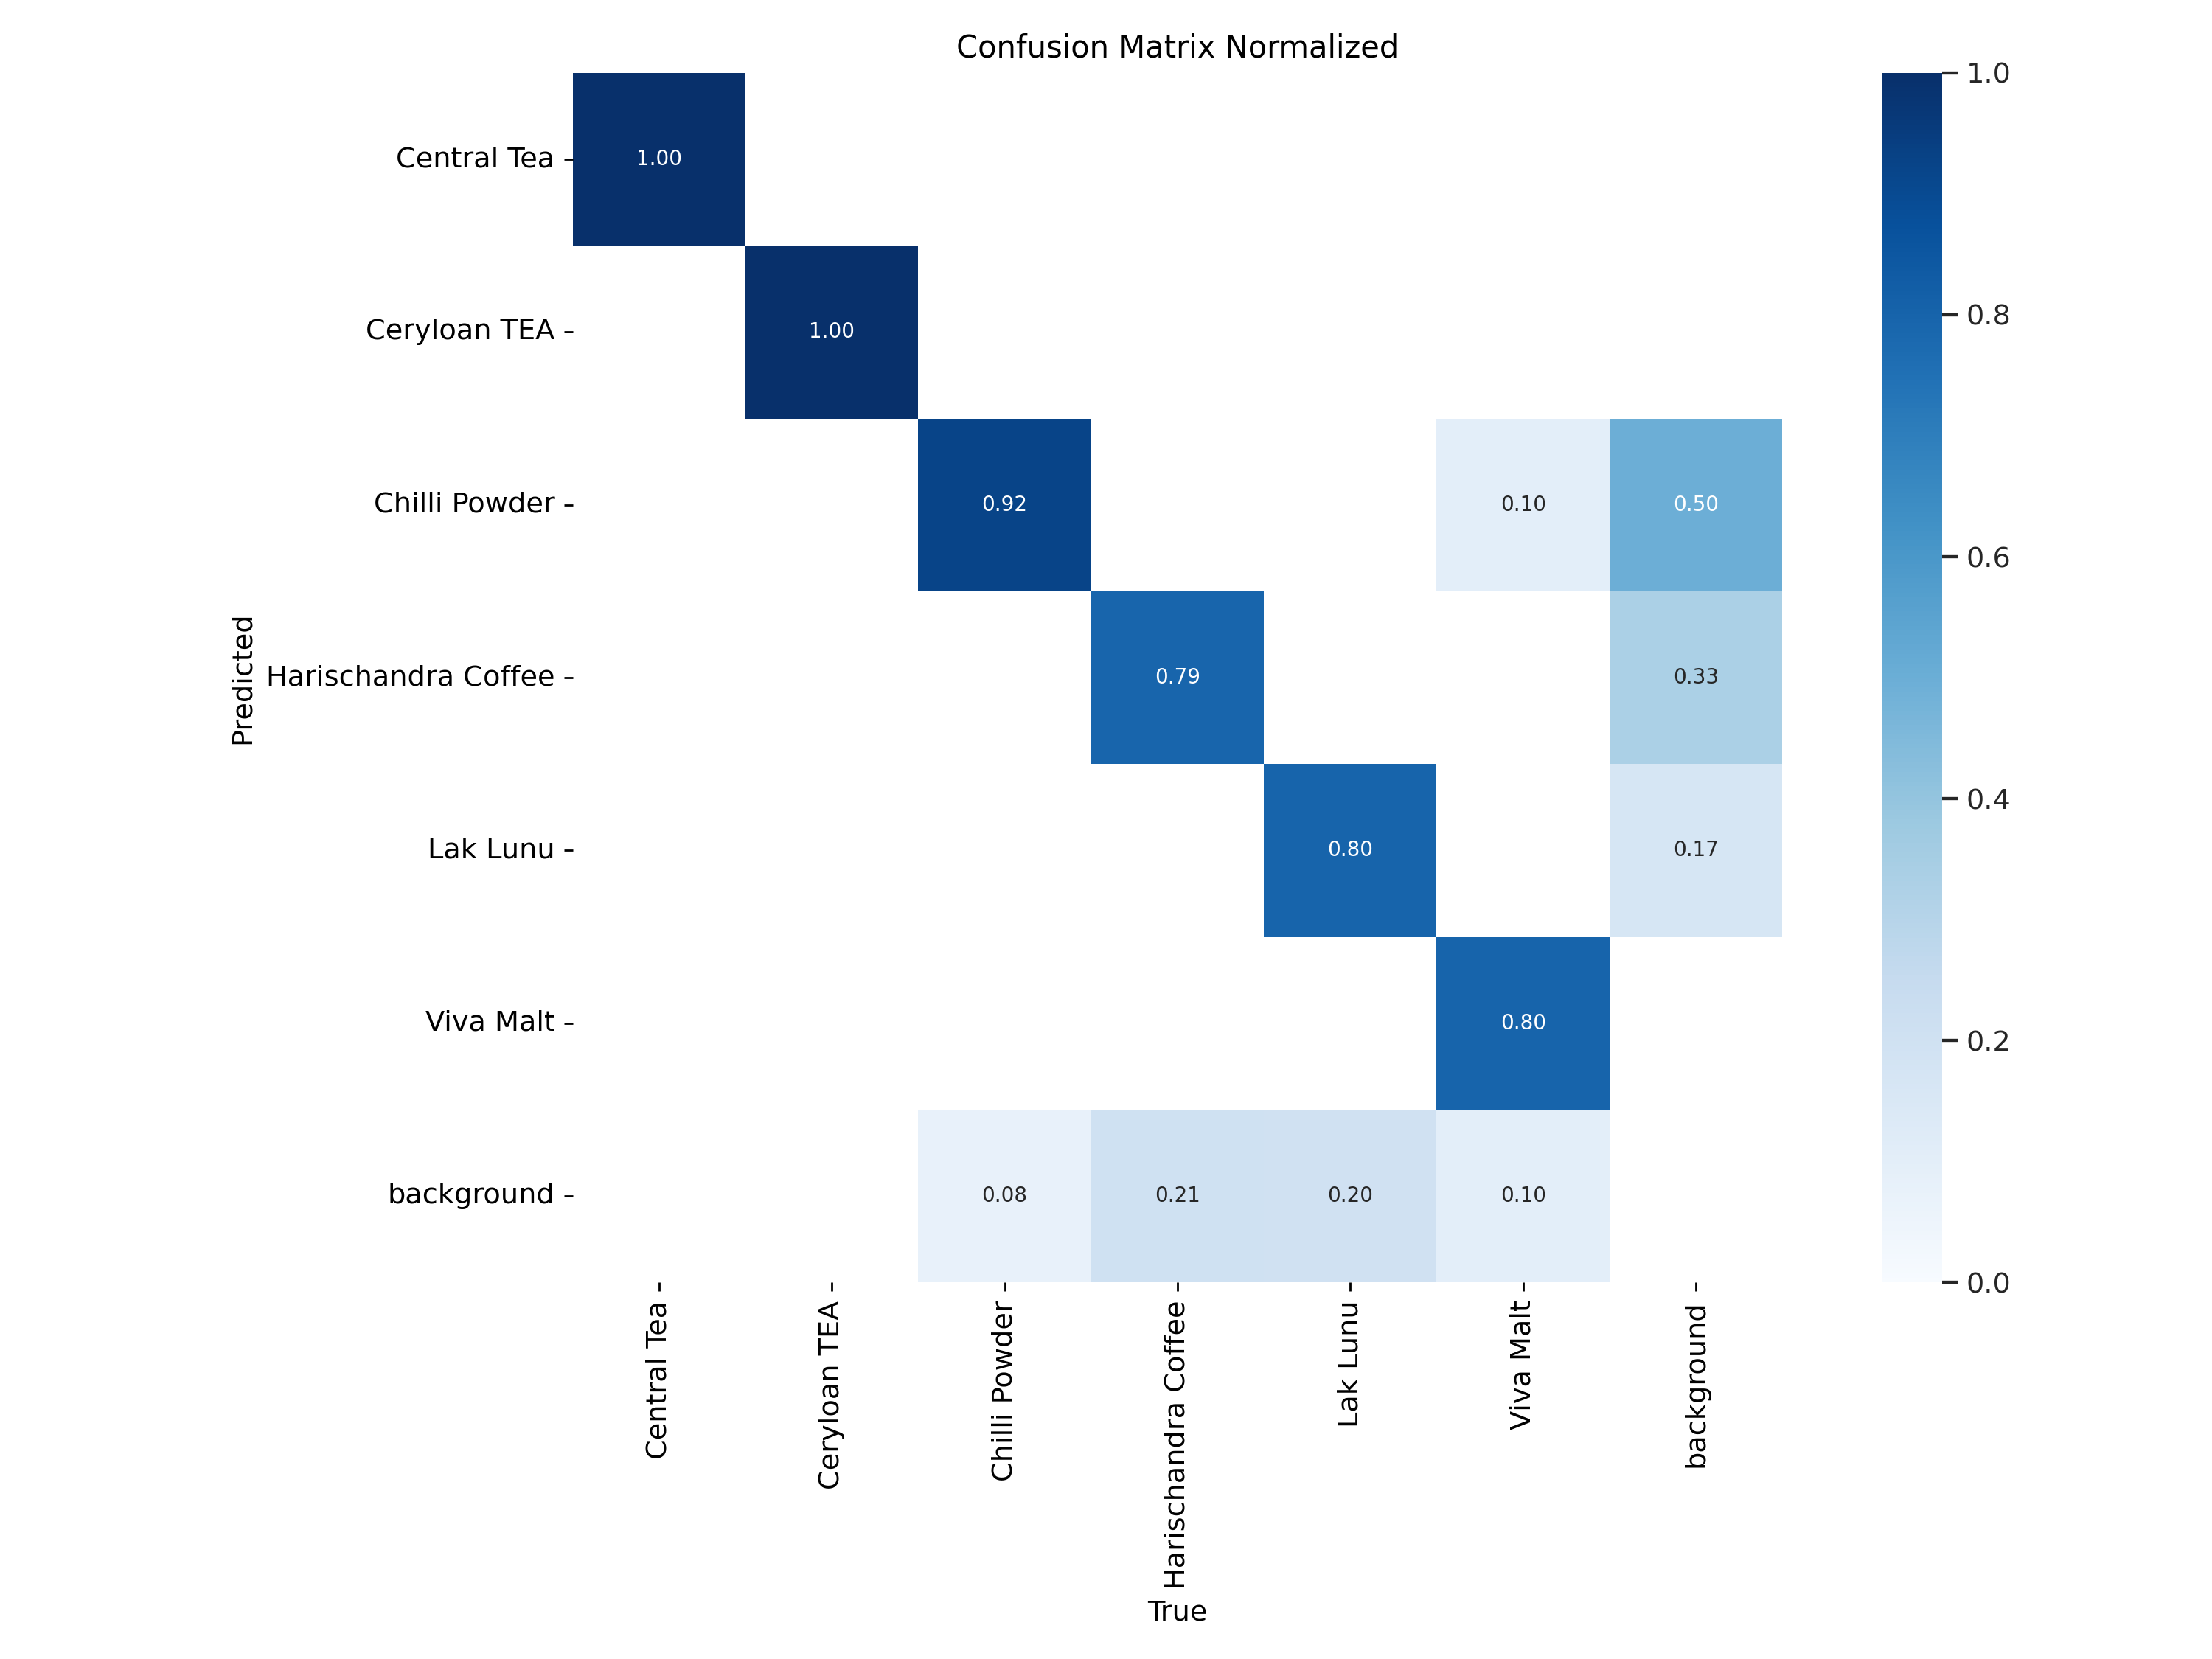 Confusion Matrix Normalized
Central Tea
1.00
Ceryloan TEA
1.00
Chilli Powder
0.92
0.10
0.50
Harischandra Coffee
0.79
0.33
Lak Lunu
0.80
0.17
Viva Malt
0.80
background
0.08
0.21
0.20
0.10
Predicted
Central Tea
Ceryloan TEA
Chilli Powder
Harischandra Coffee
Lak Lunu
Viva Malt
background
True
1.0
0.8
0.6
0.4
0.2
0.0